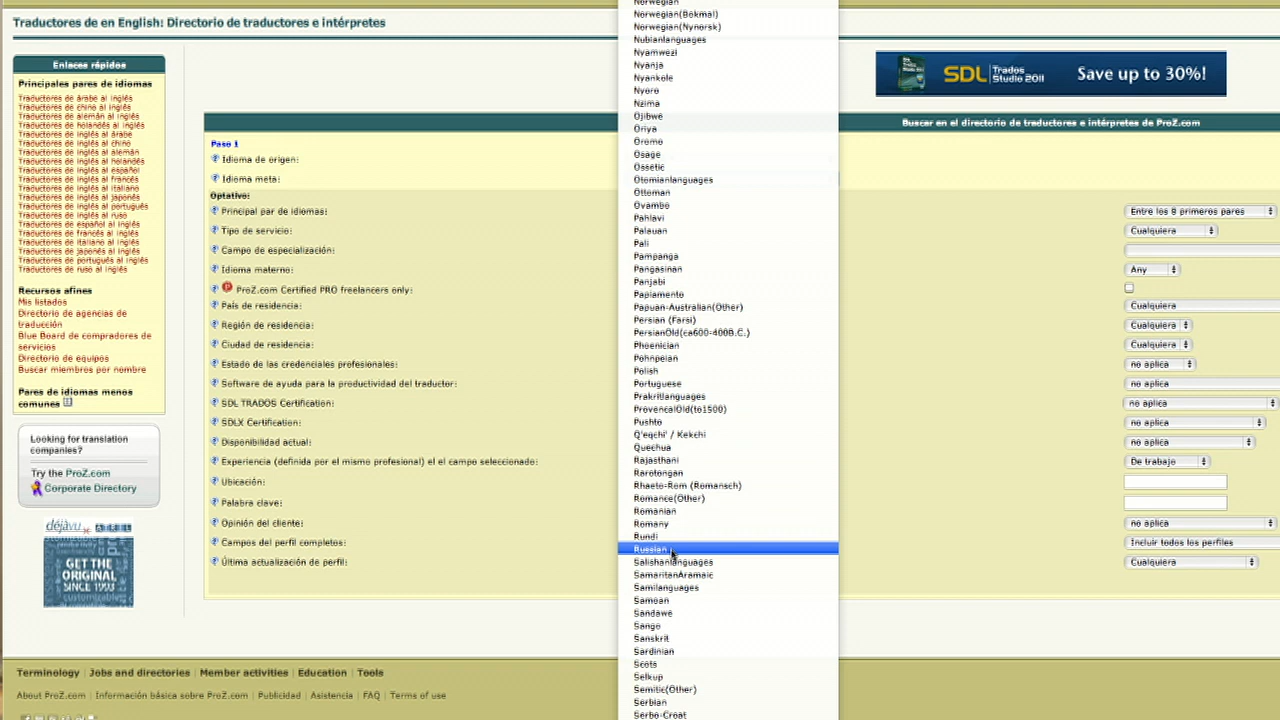 Traductores de en English: Directorio de traductores e intérpretes
Enlaces rápidos
Principales pares de idiomas
Traductores de árabe al inglés
Traductores de chino al inglés
Traductores de alemán al inglés
Traductores de holandés al inglés
Traductores de inglés al árabe
Traductores de inglés al chino
Traductores de inglés al alemán
Traductores de inglés al holandés
Traductores de inglés al español
Traductores de inglés al francés
Traductores de inglés al italiano
Traductores de inglés al japonés
Traductores de inglés al portugués
Traductores de inglés al ruso
Traductores de español al inglés
Traductores de francés al inglés
Traductores de italiano al inglés
Traductores de japonés al inglés
Traductores de portugués al inglés
Traductores de ruso al inglés
Recursos afines
Mis listados
Directorio de agencias de
traducción
Blue Board de compradores de
servicios
Directorio de equipos
Buscar miembros por nombre
Pares de idiomas menos
comunes
Looking for translation
companies?
Try the ProZ.com
Corporate Directory
déjàvu X ATRIL
GET THE
ORIGINAL
SINCE 1993
SDL Trados Studio 2011 Save up to 30%!
Buscar en el directorio de traductores e intérpretes de ProZ.com
Paso 1
Idioma de origen:
Idioma meta:
Optativo:
Principal par de idiomas: Entre los 8 primeros pares
Tipo de servicio: Cualquiera
Campo de especialización:
Idioma materno: Any
ProZ.com Certified PRO freelancers only:
País de residencia: Cualquiera
Región de residencia: Cualquiera
Ciudad de residencia: Cualquiera
Estado de las credenciales profesionales: no aplica
Software de ayuda para la productividad del traductor: no aplica
SDL TRADOS Certification: no aplica
SDLX Certification: no aplica
Disponibilidad actual: no aplica
Experiencia (definida por el mismo profesional) el el campo seleccionado: De trabajo
Ubicación:
Palabra clave:
Opinión del cliente: no aplica
Campos del perfil completos: Incluir todos los perfiles
Última actualización de perfil: Cualquiera
Norwegian
Norwegian(Bokmal)
Norwegian(Nynorsk)
Nubianlanguages
Nyamwezi
Nyanja
Nyankole
Nyoro
Nzima
Ojibwe
Oriya
Oromo
Osage
Ossetic
Otomianlanguages
Ottoman
Ovambo
Pahlavi
Palauan
Pali
Pampanga
Pangasinan
Panjabi
Papiamento
Papuan-Australian(Other)
Persian (Farsi)
PersianOld(ca600-400B.C.)
Phoenician
Pohnpeian
Polish
Portuguese
Prakritlanguages
ProvencalOld(to1500)
Pushto
Q'eqchi' / Kekchi
Quechua
Rajasthani
Rarotongan
Rhaeto-Rom (Romansch)
Romance(Other)
Romanian
Romany
Rundi
Russian
Salishanlanguages
SamaritanAramaic
Samilanguages
Samoan
Sandawe
Sango
Sanskrit
Sardinian
Scots
Selkup
Semitic(Other)
Serbian
Serbo-Croat
Terminology | Jobs and directories | Member activities | Education | Tools
About ProZ.com | Información básica sobre ProZ.com | Publicidad | Asistencia | FAQ | Terms of use